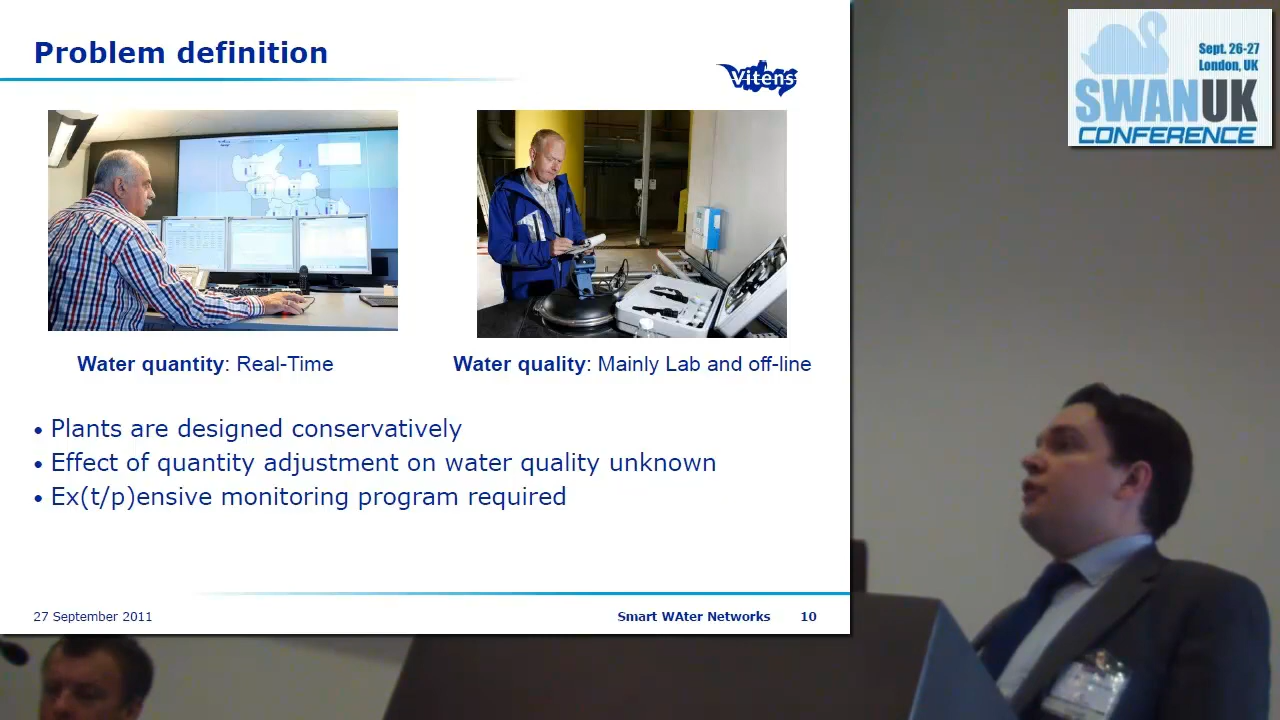 Problem definition
Vitens
Sept. 26-27
London, UK
SWANUK
CONFERENCE
Water quantity: Real-Time
Water quality: Mainly Lab and off-line
• Plants are designed conservatively
• Effect of quantity adjustment on water quality unknown
• Ex(t/p)ensive monitoring program required
27 September 2011
Smart WAter Networks
10